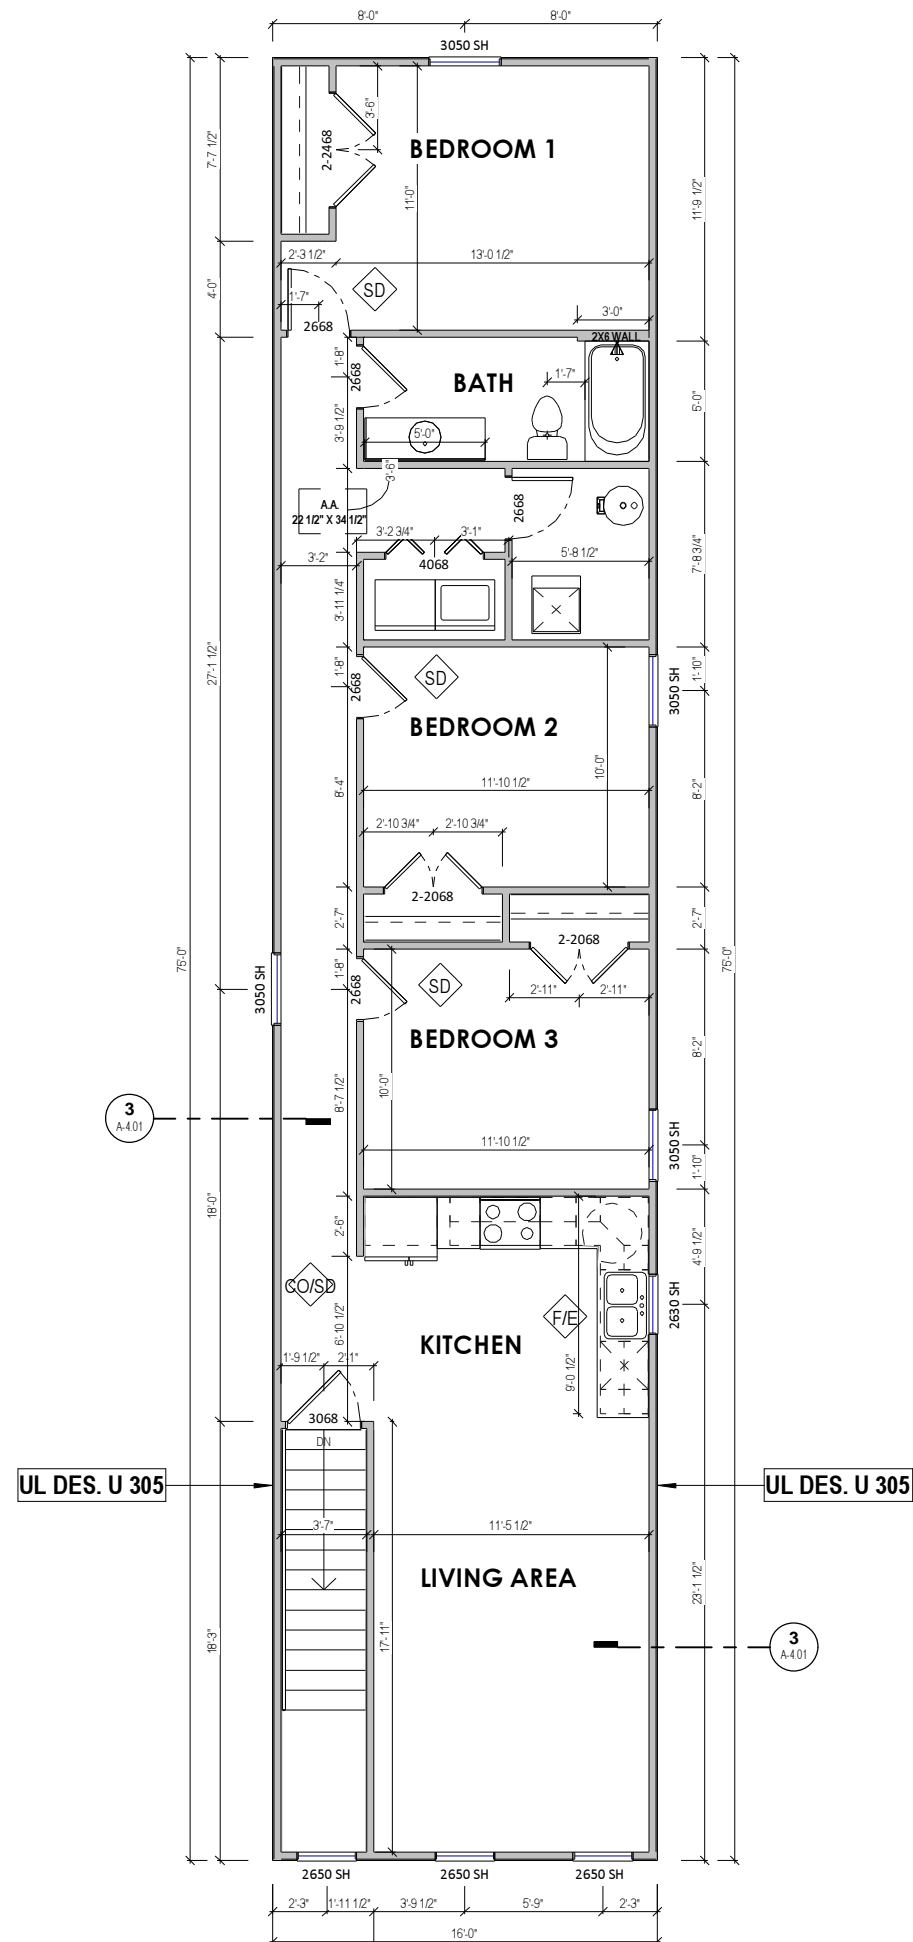 8'-0"
8'-0"
3050 SH
7'-7 1/2"
4'-0"
27'-1 1/2"
75'-0"
18'-0"
18'-3"
3'-6"
2-2468
BEDROOM 1
11'-0"
11'-9 1/2"
2'-3 1/2"
13'-0 1/2"
SD
1'-7"
2668
3'-0"
2X6 WALL
1'-8"
2668
BATH
1'-7"
5'-0"
3'-9 1/2"
5'-0"
3'-6"
A.A.
22 1/2" X 34 1/2"
2668
3'-2 3/4"
3'-1"
4068
5'-8 1/2"
7'-8 3/4"
3'-2"
3'-11 1/4"
1'-8"
2668
SD
3050 SH
1'-10"
BEDROOM 2
10'-0"
11'-10 1/2"
8'-4"
8'-2"
2'-10 3/4"
2'-10 3/4"
2-2068
2'-7"
2-2068
2'-7"
75'-0"
3050 SH
1'-8"
2668
SD
2'-11"
2'-11"
BEDROOM 3
8'-2"
10'-0"
8'-7 1/2"
3
A-4.01
11'-10 1/2"
3050 SH
1'-10"
2'-6"
4'-9 1/2"
CO/SD
F/E
2630 SH
KITCHEN
6'-10 1/2"
1'-9 1/2"
2'-1"
9'-0 1/2"
3068
DN
UL DES. U 305
UL DES. U 305
3'-7"
11'-5 1/2"
LIVING AREA
23'-1 1/2"
17'-11"
3
A-4.01
2650 SH
2650 SH
2650 SH
2'-3"
1'-11 1/2"
3'-9 1/2"
5'-9"
2'-3"
16'-0"